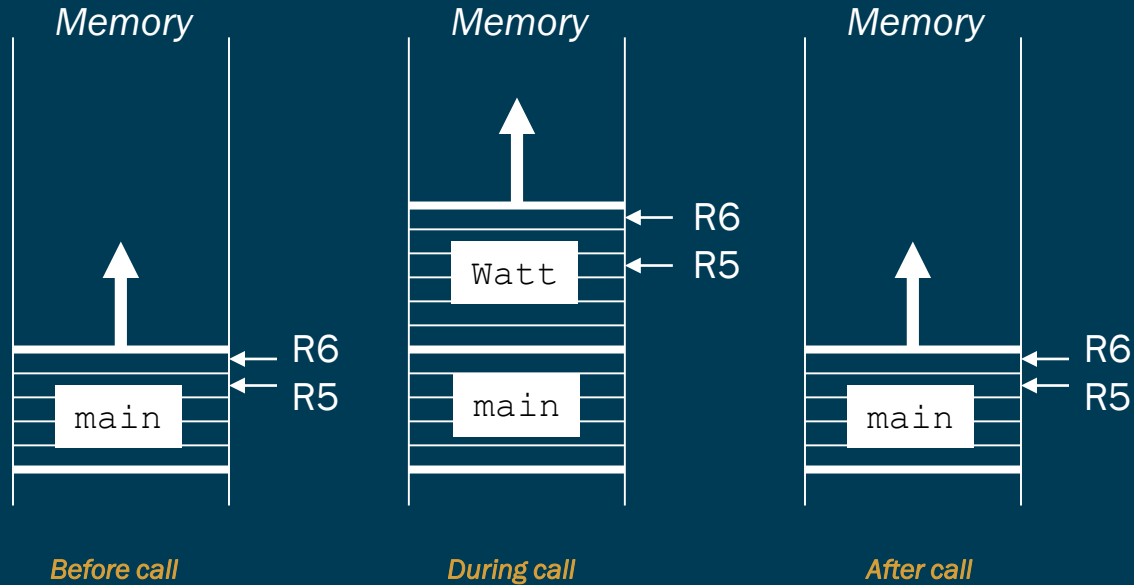 Memory
Memory
Memory
R6
R5
Watt
R6
R5
main
main
R6
R5
main
Before call
During call
After call